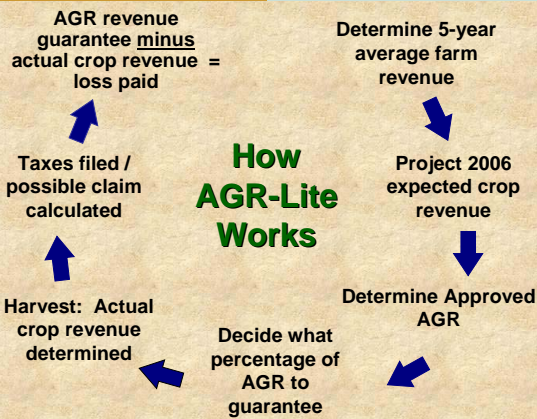 How
AGR-Lite
Works
Determine 5-year
average farm
revenue
Project 2006
expected crop
revenue
Determine Approved
AGR
Decide what
percentage of
AGR to
guarantee
Harvest: Actual
crop revenue
determined
Taxes filed /
possible claim
calculated
AGR revenue
guarantee minus
actual crop revenue =
loss paid